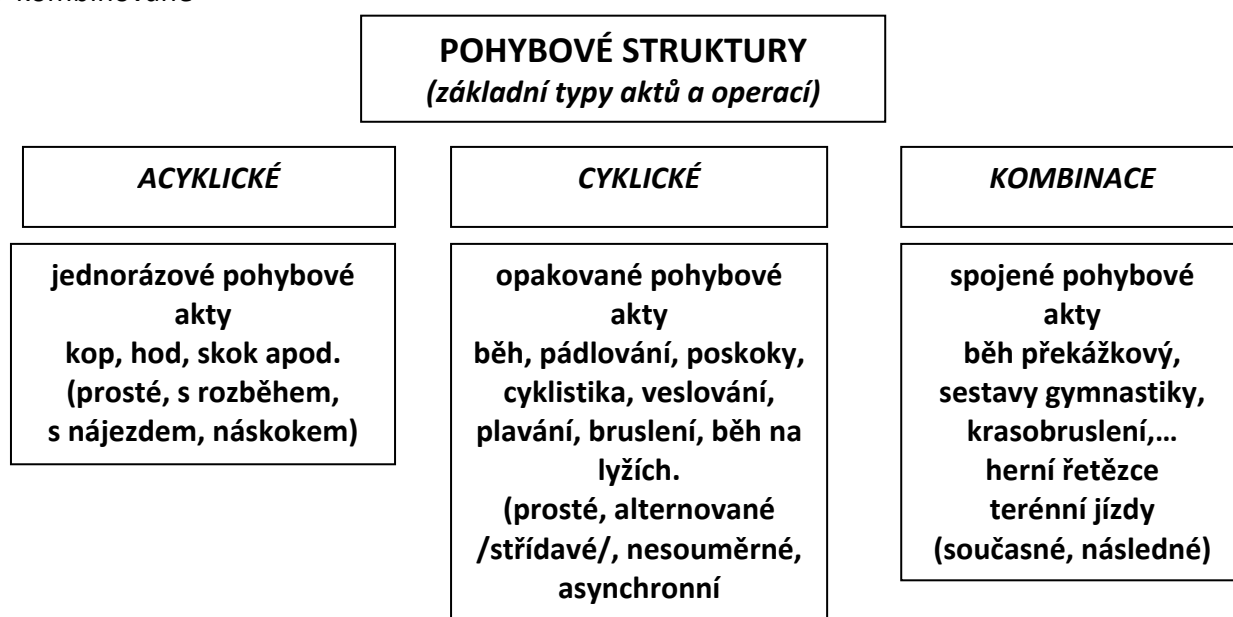 kombinované
POHYBOVÉ STRUKTURY
(základní typy aktů a operací)
ACYKLICKÉ
jednorázové pohybové
akty
kop, hod, skok apod.
(prosté, s rozběhem,
s nájezdem, náskokem)
CYKLICKÉ
opakované pohybové
akty
běh, pádlování, poskoky,
cyklistika, veslování,
plavání, bruslení, běh na
lyžích.
(prosté, alternované
/střídavé/, nesouměrné,
asynchronní
KOMBINACE
spojené pohybové
akty
běh překážkový,
sestavy gymnastiky,
krasobruslení,…
herní řetězce
terénní jízdy
(současné, následné)